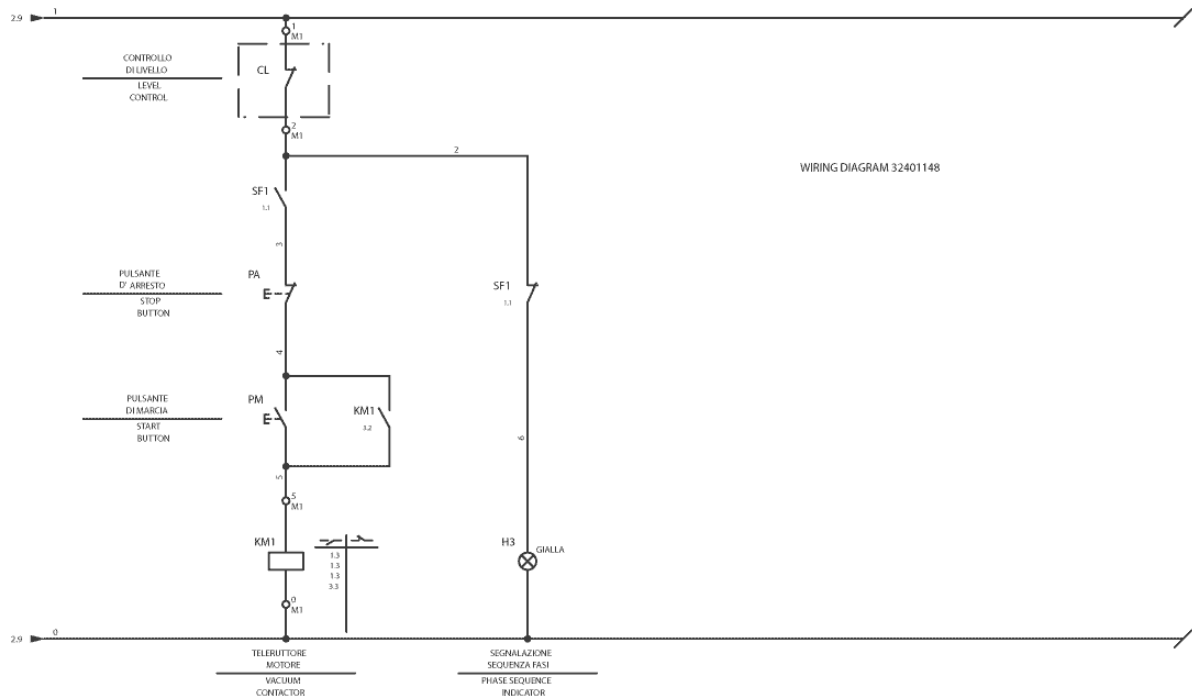 2.9
1
1
M1
CONTROLLO
DI LIVELLO
LEVEL
CONTROL
CL
2
M1
2
WIRING DIAGRAM 32401148
SF1
1.1
3
PULSANTE
D' ARRESTO
STOP
BUTTON
PA
SF1
1.1
4
PULSANTE
DI MARCIA
START
BUTTON
PM
KM1
3.2
6
5
5
M1
KM1
1.3
1.3
1.3
3.3
H3
GIALLA
0
M1
2.9
0
TELERUTTORE
MOTORE
VACUUM
CONTACTOR
SEGNALAZIONE
SEQUENZA FASI
PHASE SEQUENCE
INDICATOR